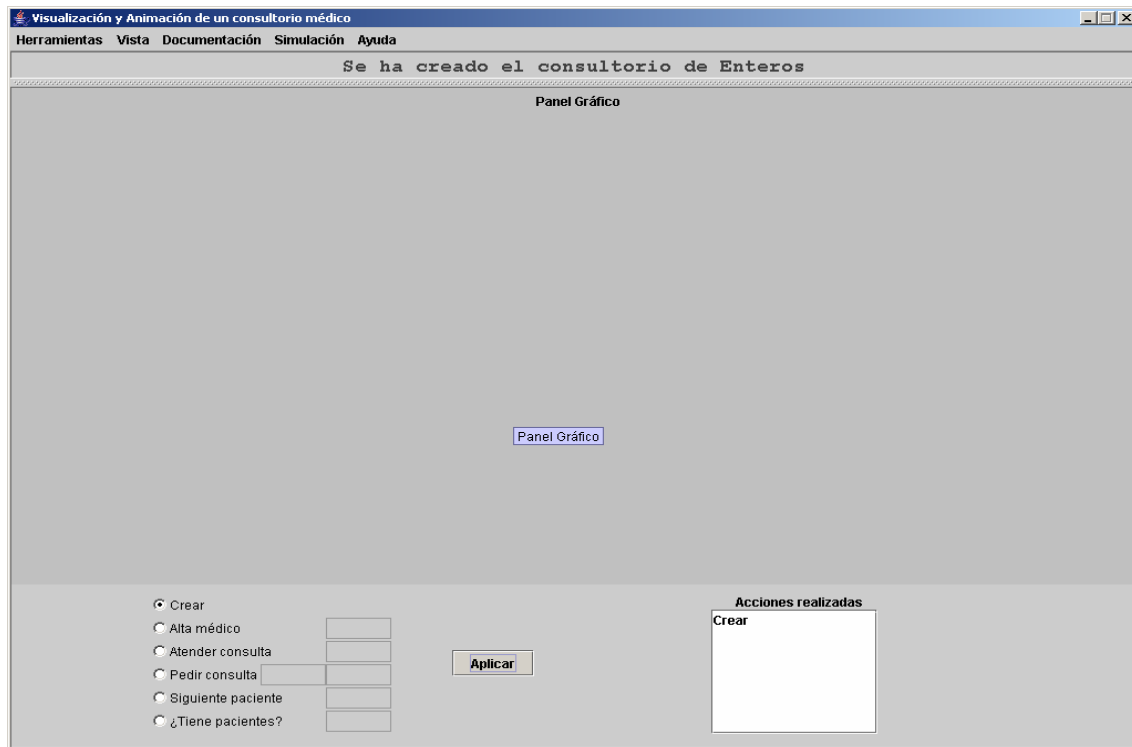 Visualización y Animación de un consultorio médico
Herramientas Vista Documentación Simulación Ayuda
Se ha creado el consultorio de Enteros
Panel Gráfico
Panel Gráfico
Crear
Alta médico
Atender consulta
Pedir consulta
Siguiente paciente
¿Tiene pacientes?
Aplicar
Acciones realizadas
Crear